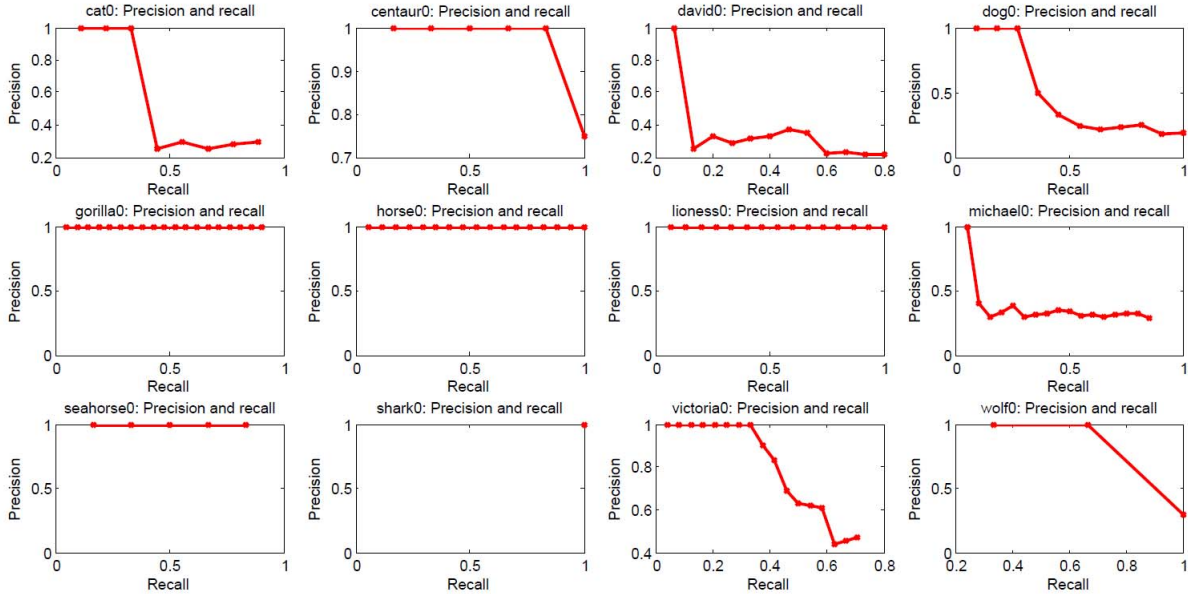 cat0: Precision and recall
Precision
1
0.8
0.6
0.4
0.2
0
0.5
1
Recall
centaur0: Precision and recall
Precision
1
0.9
0.8
0.7
0
0.5
1
Recall
david0: Precision and recall
Precision
1
0.8
0.6
0.4
0.2
0
0.2
0.4
0.6
0.8
Recall
dog0: Precision and recall
Precision
1
0.5
0
0
0.5
1
Recall
gorilla0: Precision and recall
Precision
1
0.5
0
0
0.5
1
Recall
horse0: Precision and recall
Precision
1
0.5
0
0
0.5
1
Recall
lioness0: Precision and recall
Precision
1
0.5
0
0
0.5
1
Recall
michael0: Precision and recall
Precision
1
0.5
0
0
0.5
1
Recall
seahorse0: Precision and recall
Precision
1
0.5
0
0
0.5
1
Recall
shark0: Precision and recall
Precision
1
0.5
0
0
0.5
1
Recall
victoria0: Precision and recall
Precision
1
0.8
0.6
0.4
0
0.2
0.4
0.6
0.8
Recall
wolf0: Precision and recall
Precision
1
0.5
0
0.2
0.4
0.6
0.8
1
Recall